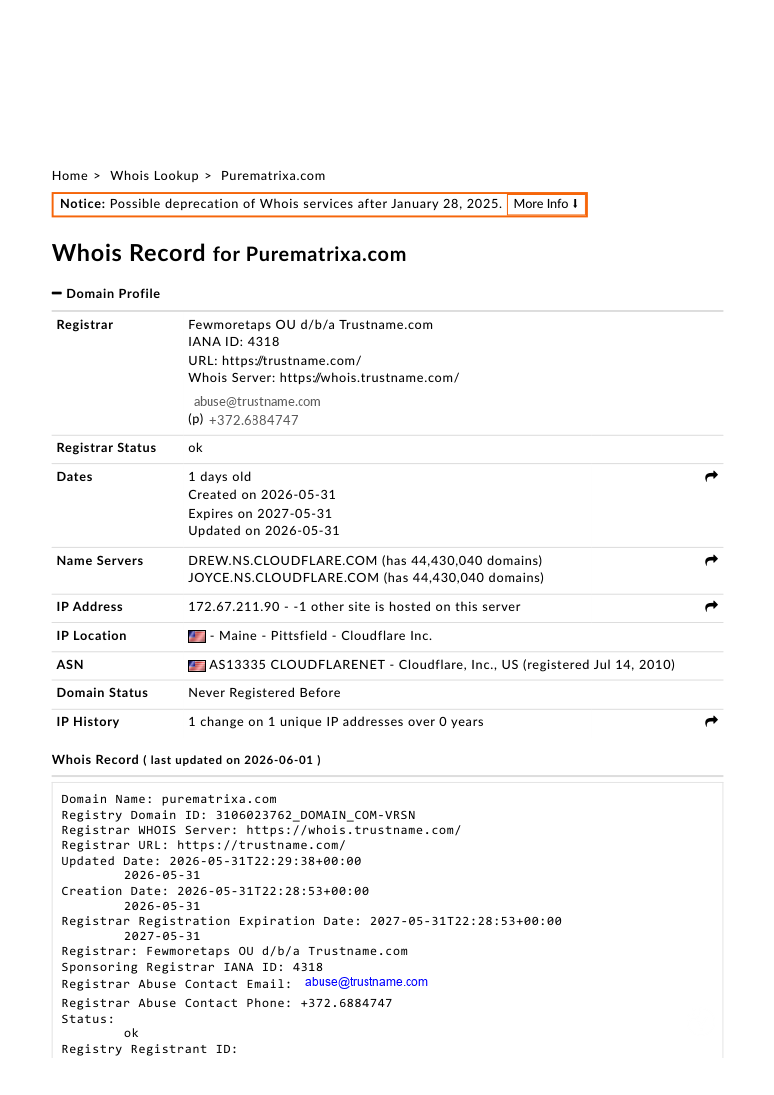 Home > Whois Lookup > Purematrixa.com
Notice: Possible deprecation of Whois services after January 28, 2025. More Info ⬇
Whois Record for Purematrixa.com
Domain Profile
Registrar Fewmoretaps OU d/b/a Trustname.com
IANA ID: 4318
URL: https://trustname.com/
Whois Server: https://whois.trustname.com/
abuse@trustname.com
(p) +372.6884747
Registrar Status ok
Dates 1 days old
Created on 2026-05-31
Expires on 2027-05-31
Updated on 2026-05-31
Name Servers DREW.NS.CLOUDFLARE.COM (has 44,430,040 domains)
JOYCE.NS.CLOUDFLARE.COM (has 44,430,040 domains)
IP Address 172.67.211.90 - -1 other site is hosted on this server
IP Location - Maine - Pittsfield - Cloudflare Inc.
ASN AS13335 CLOUDFLARENET - Cloudflare, Inc., US (registered Jul 14, 2010)
Domain Status Never Registered Before
IP History 1 change on 1 unique IP addresses over 0 years
Whois Record ( last updated on 2026-06-01 )
Domain Name: purematrixa.com
Registry Domain ID: 3106023762_DOMAIN_COM-VRSN
Registrar WHOIS Server: https://whois.trustname.com/
Registrar URL: https://trustname.com/
Updated Date: 2026-05-31T22:29:38+00:00
2026-05-31
Creation Date: 2026-05-31T22:28:53+00:00
2026-05-31
Registrar Registration Expiration Date: 2027-05-31T22:28:53+00:00
2027-05-31
Registrar: Fewmoretaps OU d/b/a Trustname.com
Sponsoring Registrar IANA ID: 4318
Registrar Abuse Contact Email: abuse@trustname.com
Registrar Abuse Contact Phone: +372.6884747
Status:
ok
Registry Registrant ID: